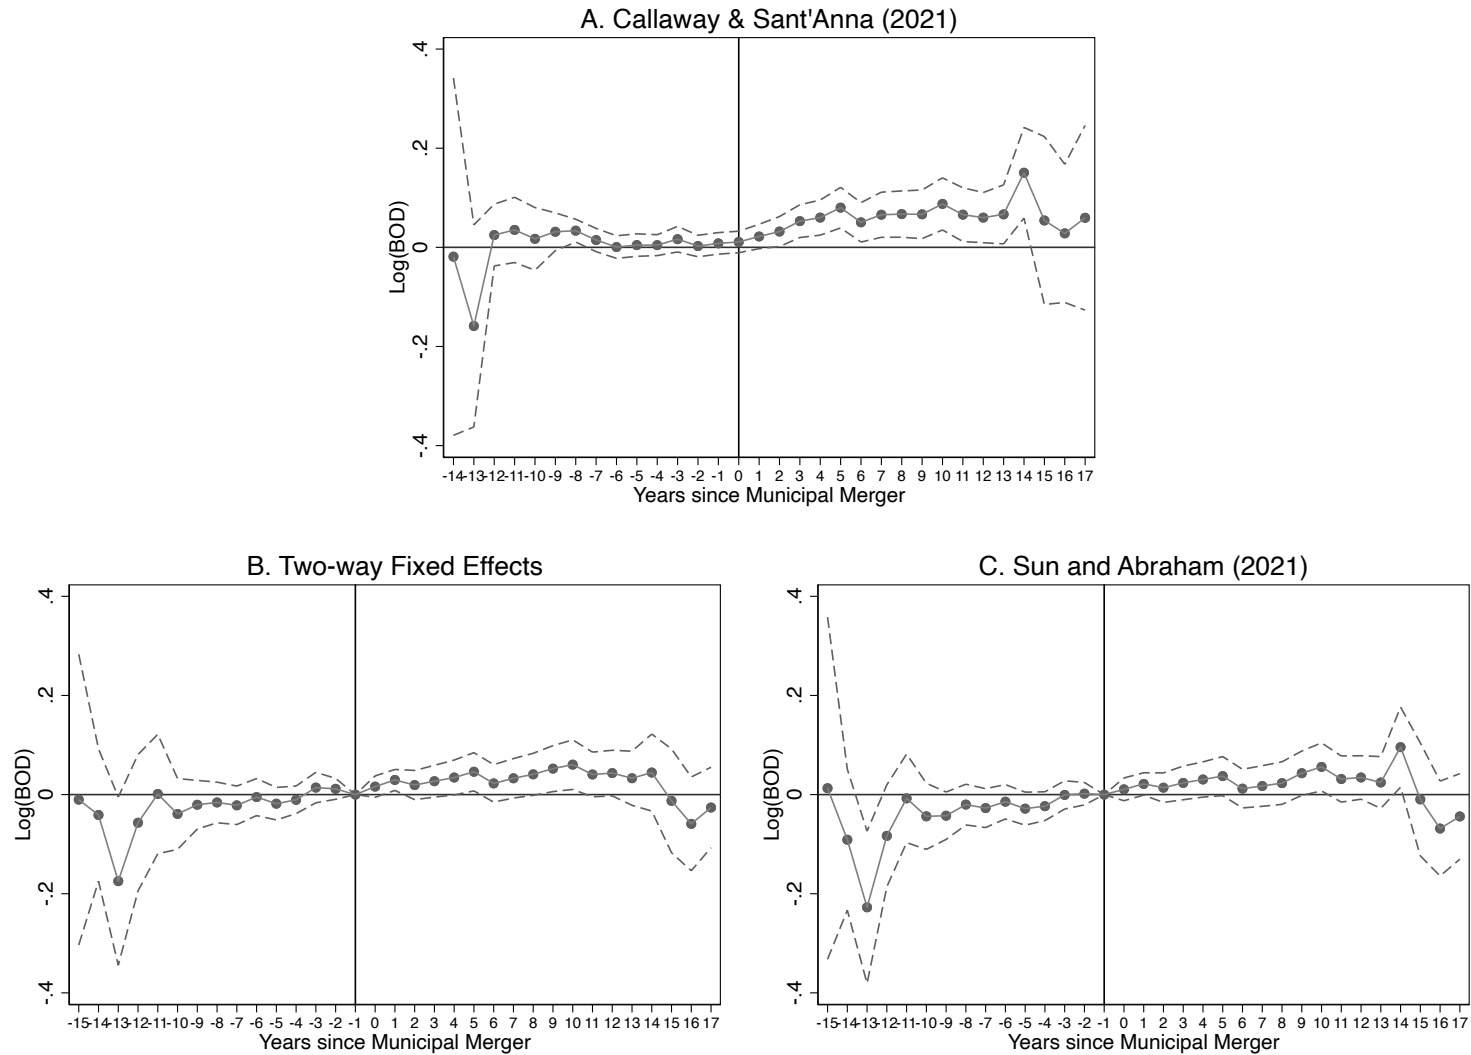 A. Callaway & Sant'Anna (2021)
.4
.2
0
-.2
-.4
Log(BOD)
-14 -13 -12 -11 -10 -9 -8 -7 -6 -5 -4 -3 -2 -1 0 1 2 3 4 5 6 7 8 9 10 11 12 13 14 15 16 17
Years since Municipal Merger
B. Two-way Fixed Effects
.4
.2
0
-.2
-.4
Log(BOD)
-15 -14 -13 -12 -11 -10 -9 -8 -7 -6 -5 -4 -3 -2 -1 0 1 2 3 4 5 6 7 8 9 10 11 12 13 14 15 16 17
Years since Municipal Merger
C. Sun and Abraham (2021)
.4
.2
0
-.2
-.4
Log(BOD)
-15 -14 -13 -12 -11 -10 -9 -8 -7 -6 -5 -4 -3 -2 -1 0 1 2 3 4 5 6 7 8 9 10 11 12 13 14 15 16 17
Years since Municipal Merger